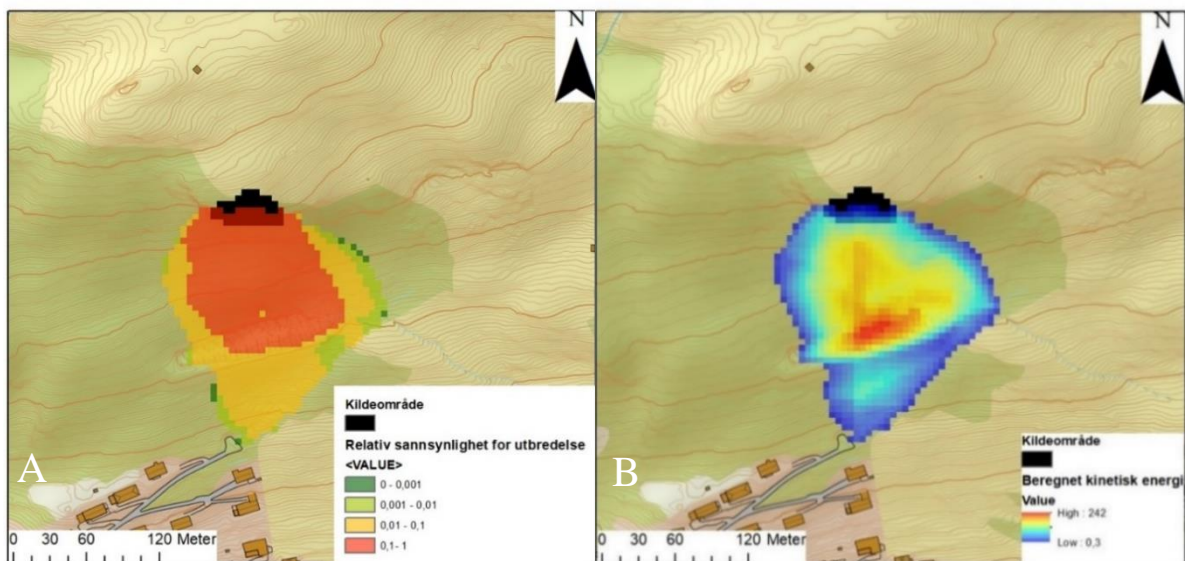 N
Kildeområde
Relativ sannsynlighet for utbredelse
<VALUE>
0 - 0,001
0,001 - 0,01
0,01 - 0,1
0,1- 1
A
0 30 60 120 Meter
N
Kildeområde
Beregnet kinetisk energi
Value
High : 242
Low : 0,3
B
0 30 60 120 Meter